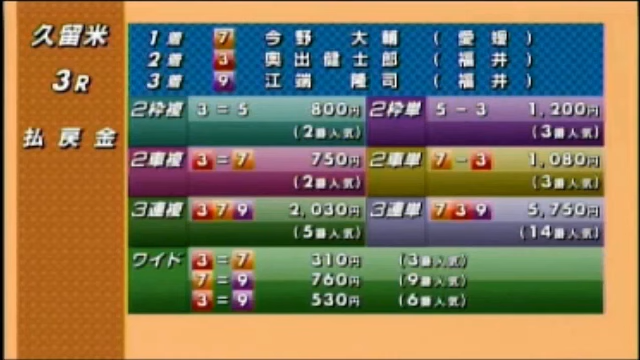 久留米
3R
払戻金
1着 7 今野 大輔 (愛媛)
2着 3 奥出健士郎 (福井)
3着 9 江端 隆司 (福井)
2枠複 3=5 800円
(2番人気)
2枠単 5-3 1,200円
(3番人気)
2車複 3=7 750円
(2番人気)
2車単 7-3 1,080円
(3番人気)
3連複 3 7 9 2,030円
(5番人気)
3連単 7 3 9 5,750円
(14番人気)
ワイド 3=7 310円 (3番人気)
7=9 760円 (9番人気)
3=9 530円 (6番人気)